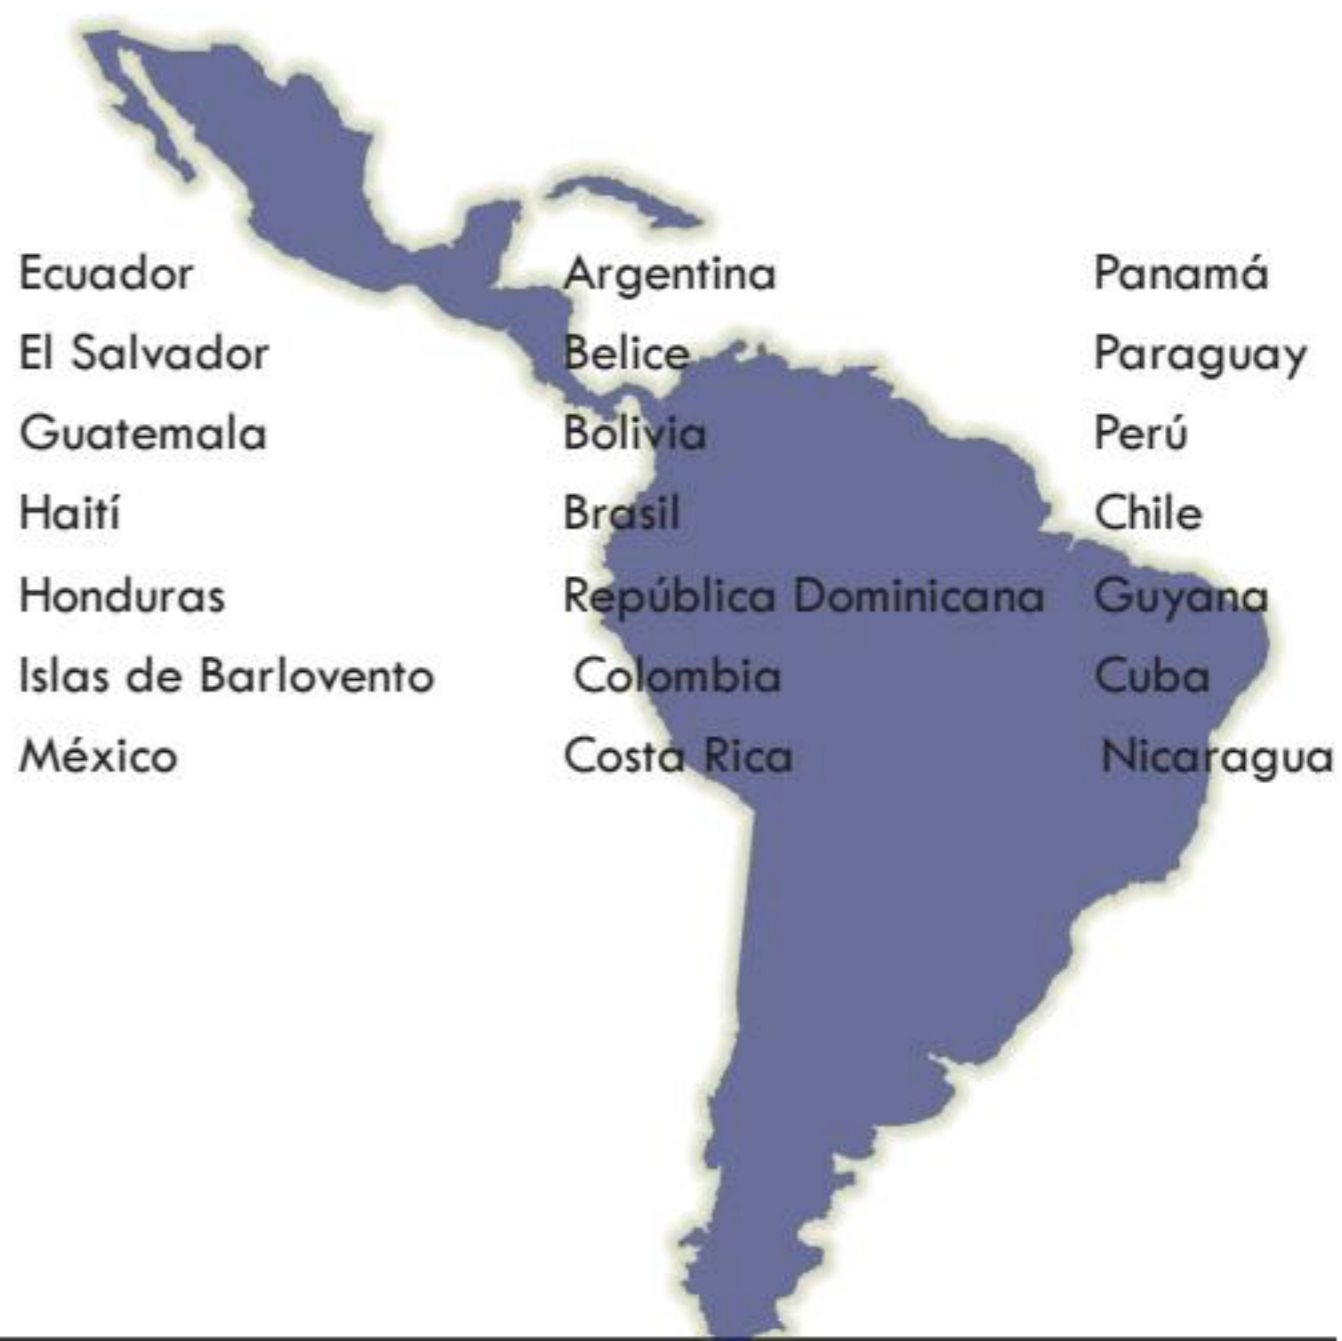 Ecuador
El Salvador
Guatemala
Haití
Honduras
Islas de Barlovento
México
Argentina
Belice
Bolivia
Brasil
República Dominicana
Colombia
Costa Rica
Panamá
Paraguay
Perú
Chile
Guyana
Cuba
Nicaragua